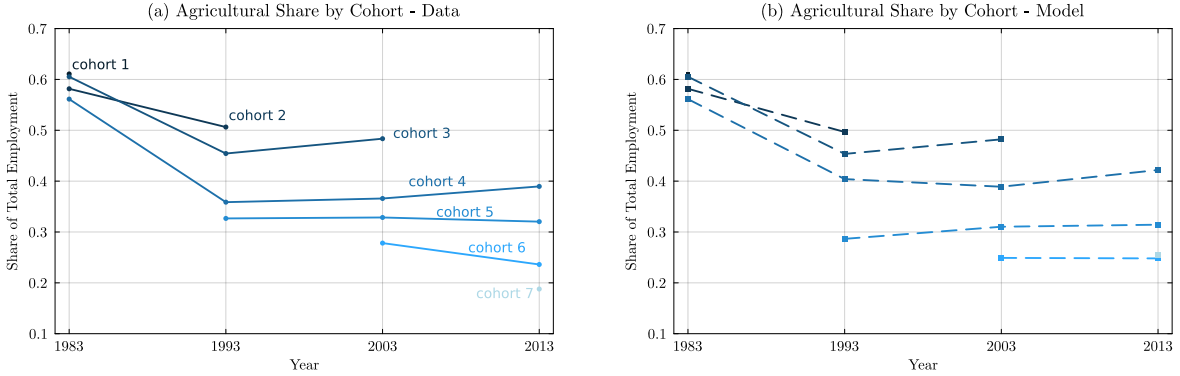 (a) Agricultural Share by Cohort - Data
Share of Total Employment
0.7
0.6
0.5
0.4
0.3
0.2
0.1
cohort 1
cohort 2
cohort 3
cohort 4
cohort 5
cohort 6
cohort 7
1983 1993 2003 2013
Year
(b) Agricultural Share by Cohort - Model
Share of Total Employment
0.7
0.6
0.5
0.4
0.3
0.2
0.1
1983 1993 2003 2013
Year